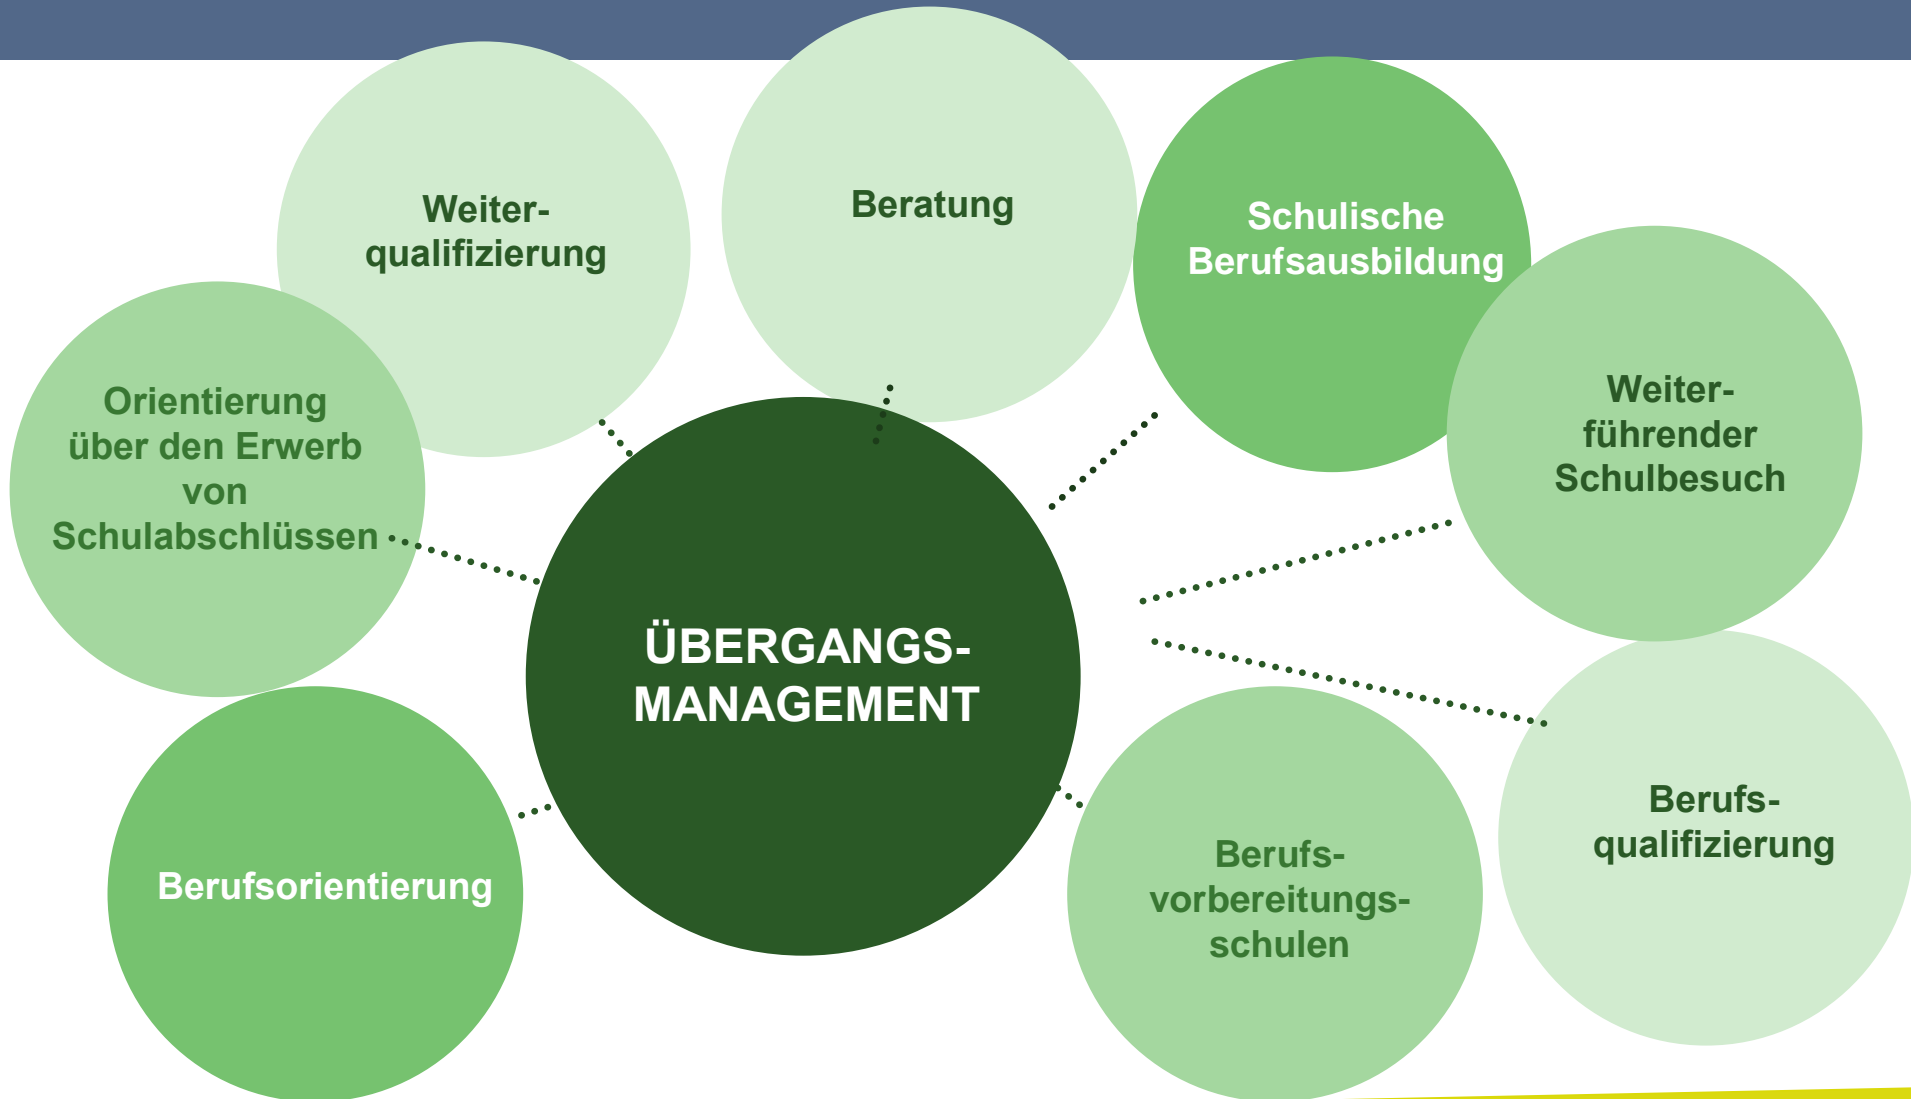 Weiter-
qualifizierung
Beratung
Schulische
Berufsausbildung
Weiter-
führender
Schulbesuch
Orientierung
über den Erwerb
von
Schulabschlüssen
ÜBERGANGS-
MANAGEMENT
Berufsorientierung
Berufs-
vorbereitungs-
schulen
Berufs-
qualifizierung